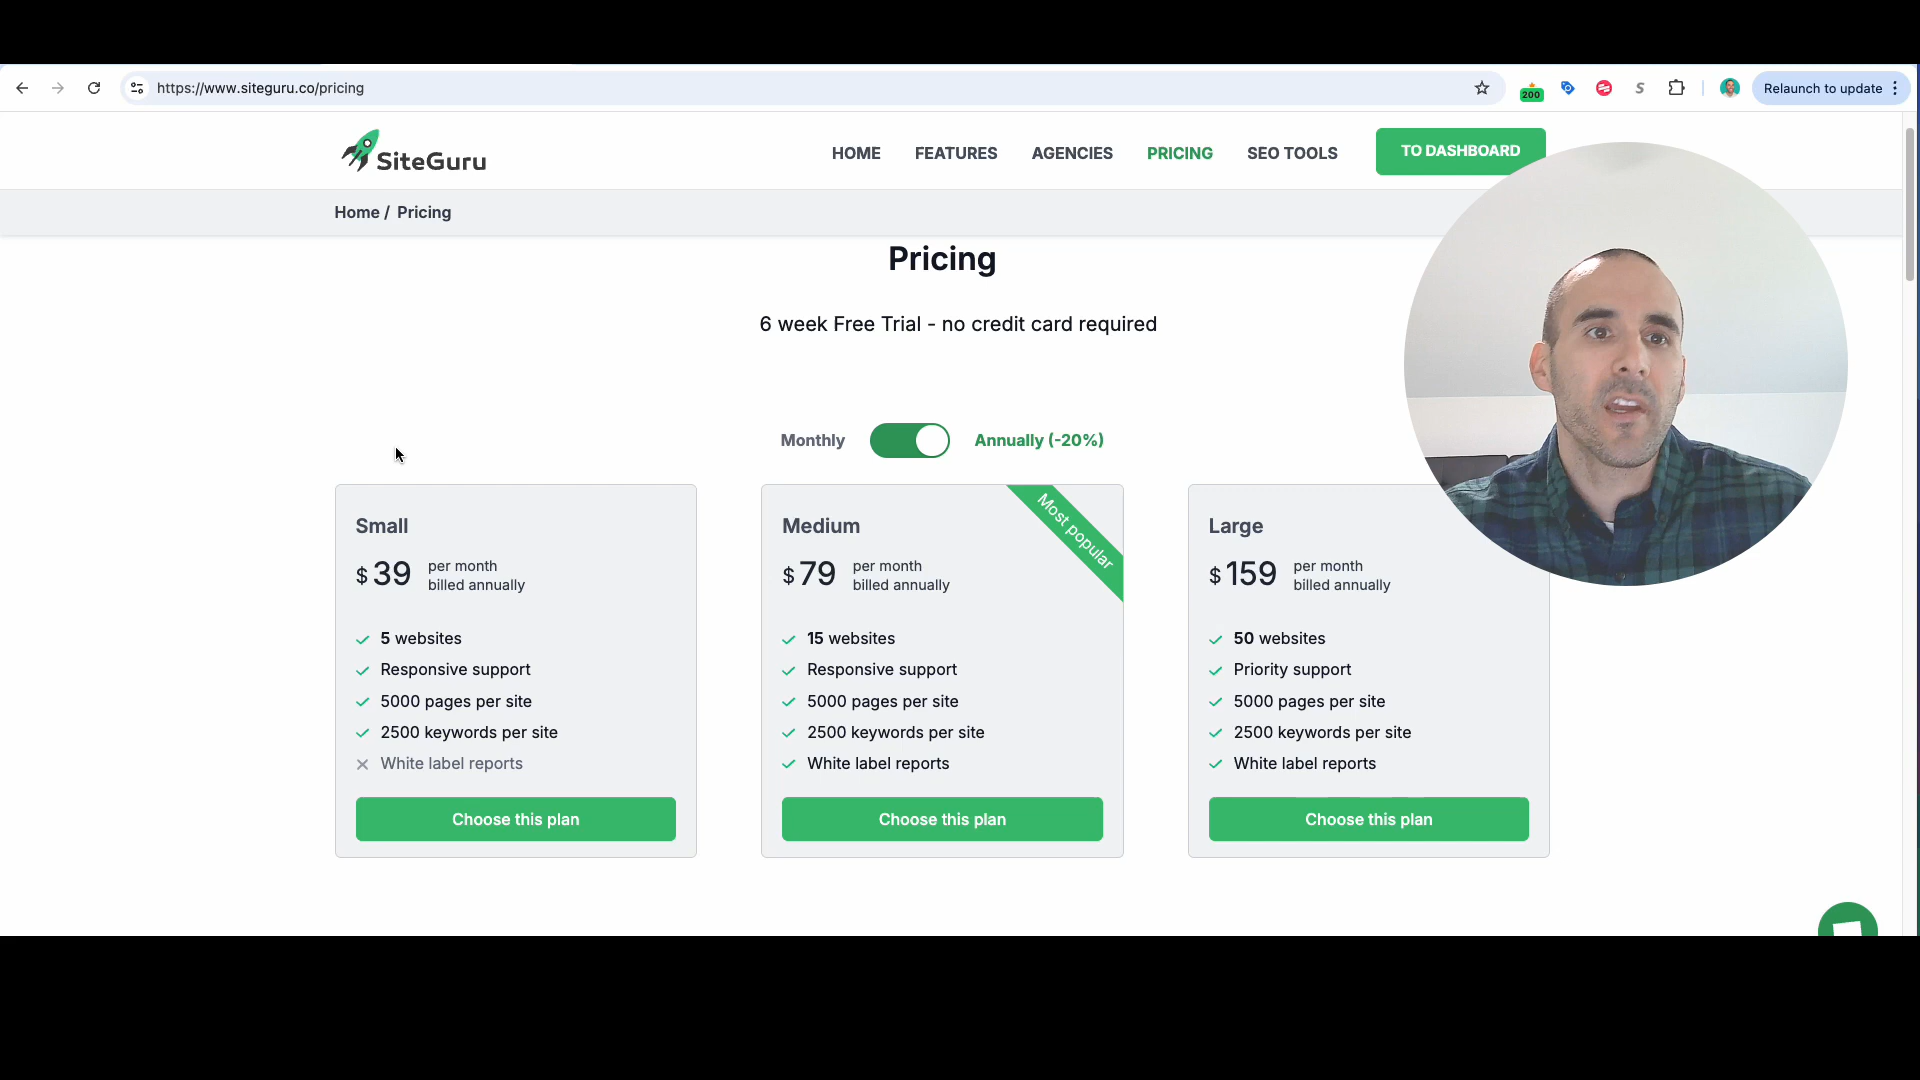 https://www.siteguru.co/pricing
200
S
Relaunch to update
SiteGuru
HOME
FEATURES
AGENCIES
PRICING
SEO TOOLS
TO DASHBOARD
Home / Pricing
Pricing
6 week Free Trial - no credit card required
Monthly
Annually (-20%)
Small
$ 39 per month
billed annually
5 websites
Responsive support
5000 pages per site
2500 keywords per site
White label reports
Choose this plan
Most popular
Medium
$ 79 per month
billed annually
15 websites
Responsive support
5000 pages per site
2500 keywords per site
White label reports
Choose this plan
Large
$ 159 per month
billed annually
50 websites
Priority support
5000 pages per site
2500 keywords per site
White label reports
Choose this plan